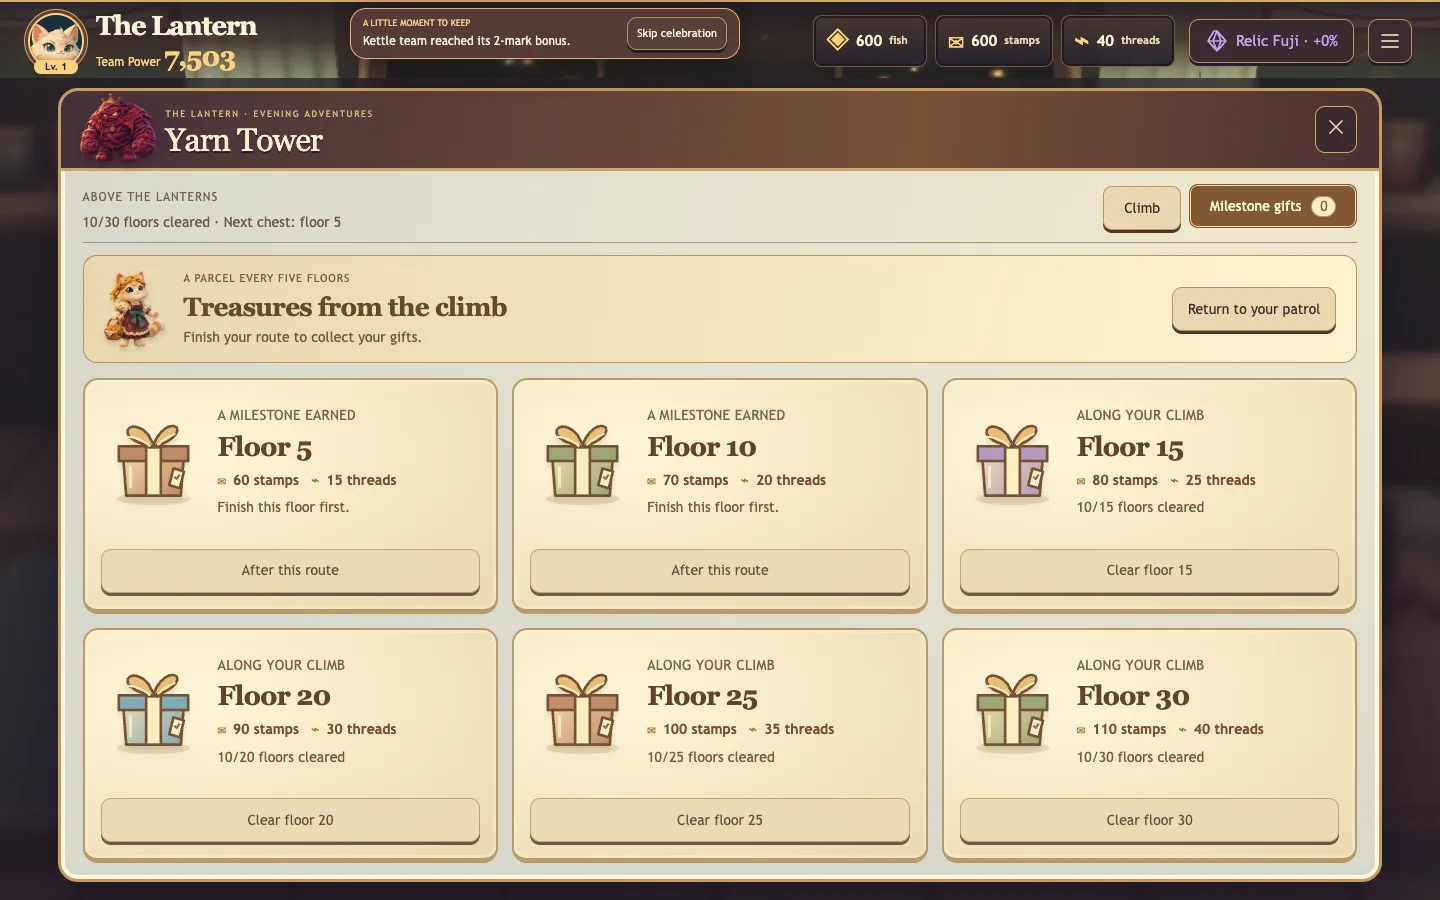 The Lantern
Team Power 7,503
Lv. 1
A LITTLE MOMENT TO KEEP
Kettle team reached its 2-mark bonus.
Skip celebration
600 fish
600 stamps
40 threads
Relic Fuji · +0%
THE LANTERN · EVENING ADVENTURES
Yarn Tower
ABOVE THE LANTERNS
10/30 floors cleared · Next chest: floor 5
Climb
Milestone gifts 0
A PARCEL EVERY FIVE FLOORS
Treasures from the climb
Finish your route to collect your gifts.
Return to your patrol
A MILESTONE EARNED
Floor 5
60 stamps 15 threads
Finish this floor first.
After this route
A MILESTONE EARNED
Floor 10
70 stamps 20 threads
Finish this floor first.
After this route
ALONG YOUR CLIMB
Floor 15
80 stamps 25 threads
10/15 floors cleared
Clear floor 15
ALONG YOUR CLIMB
Floor 20
90 stamps 30 threads
10/20 floors cleared
Clear floor 20
ALONG YOUR CLIMB
Floor 25
100 stamps 35 threads
10/25 floors cleared
Clear floor 25
ALONG YOUR CLIMB
Floor 30
110 stamps 40 threads
10/30 floors cleared
Clear floor 30